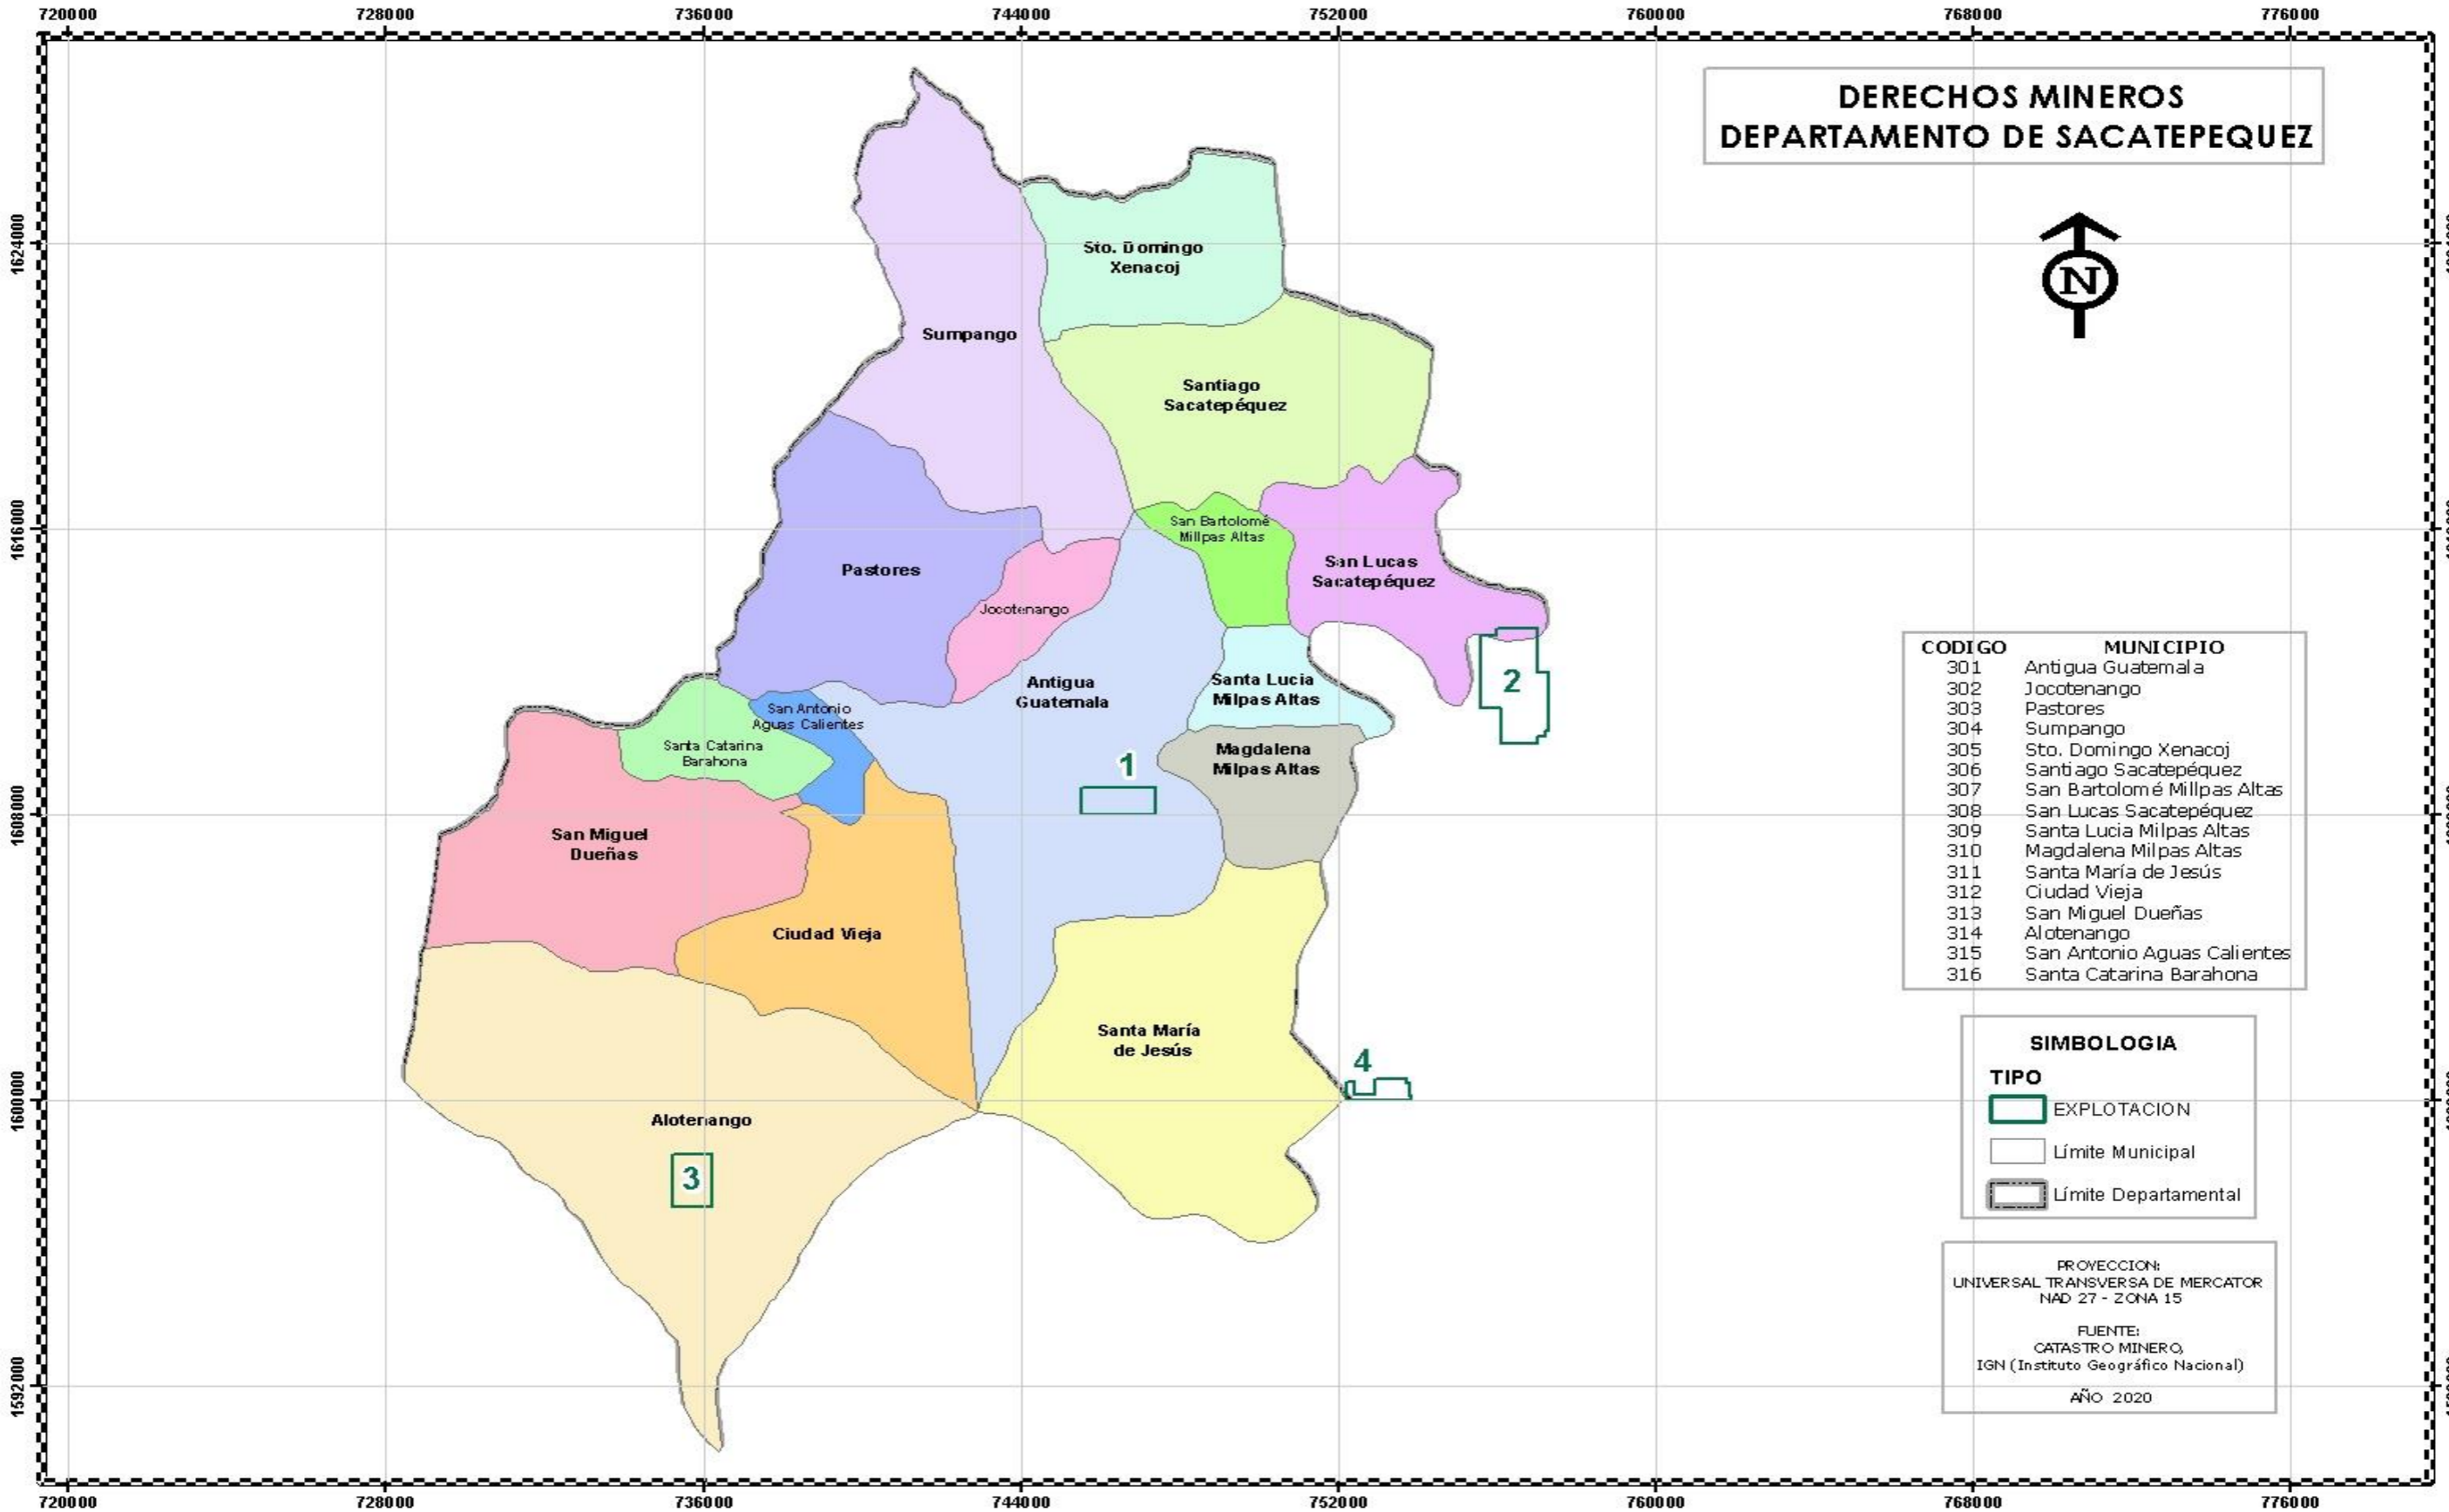 720000 728000 736000 744000 752000 760000 768000 776000
DERECHOS MINEROS
DEPARTAMENTO DE SACATEPEQUEZ
N
1624000
1616000
1608000
1600000
1592000
Sto. Domingo
Xenacoj
Sumpango
Santiago
Sacatepéquez
San Bartolomé
Millpas Altas
San Lucas
Sacatepéquez
Pastores
Jocotenango
Antigua
Guatemala
Santa Lucia
Milpas Altas
2
San Antonio
Aguas Calientes
Santa Catarina
Barahona
Magdalena
Milpas Altas
1
San Miguel
Dueñas
Ciudad Vieja
Santa María
de Jesús
4
Alotenango
3
CODIGO MUNICIPIO
301 Antigua Guatemala
302 Jocotenango
303 Pastores
304 Sumpango
305 Sto. Domingo Xenacoj
306 Santiago Sacatepéquez
307 San Bartolomé Millpas Altas
308 San Lucas Sacatepéquez
309 Santa Lucia Milpas Altas
310 Magdalena Milpas Altas
311 Santa María de Jesús
312 Ciudad Vieja
313 San Miguel Dueñas
314 Alotenango
315 San Antonio Aguas Calientes
316 Santa Catarina Barahona
SIMBOLOGIA
TIPO
EXPLOTACION
Límite Municipal
Límite Departamental
PROYECCION:
UNIVERSAL TRANSVERSA DE MERCATOR
NAD 27 - ZONA 15
FUENTE:
CATASTRO MINERO,
IGN (Instituto Geográfico Nacional)
AÑO 2020
720000 728000 736000 744000 752000 760000 768000 776000